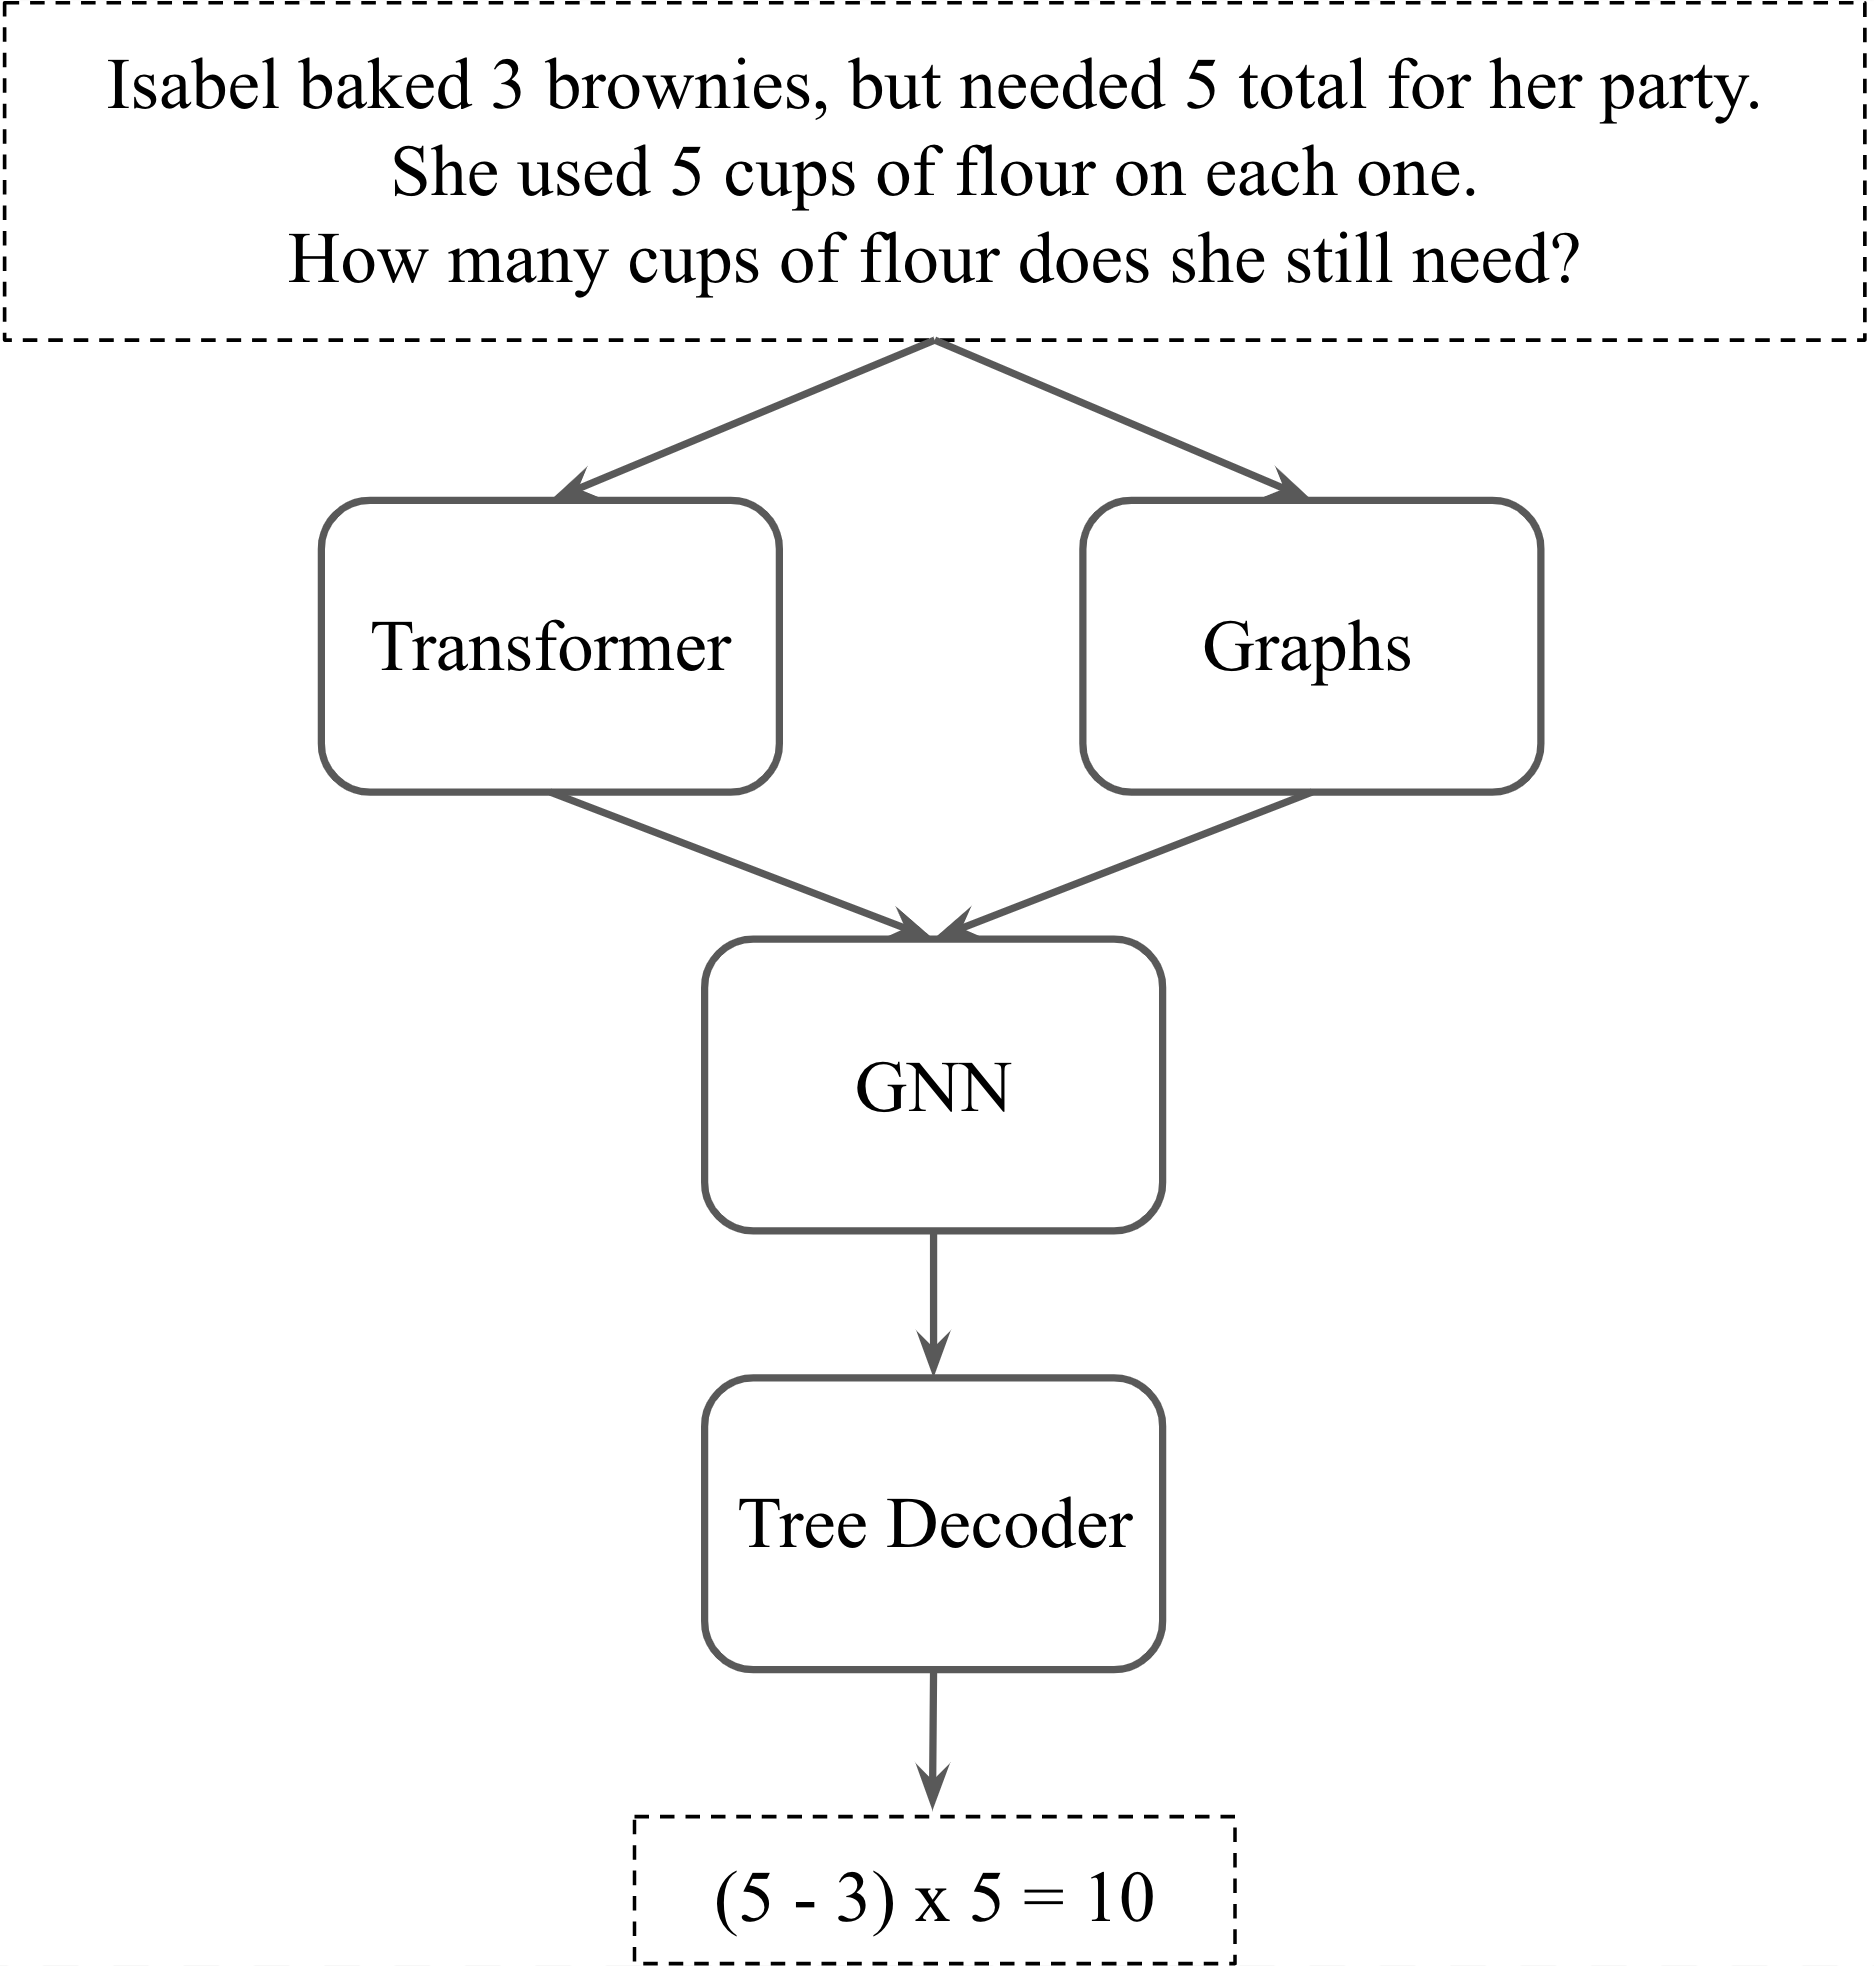 Isabel baked 3 brownies, but needed 5 total for her party.
She used 5 cups of flour on each one.
How many cups of flour does she still need?
Transformer
Graphs
GNN
Tree Decoder
(5 - 3) x 5 = 10